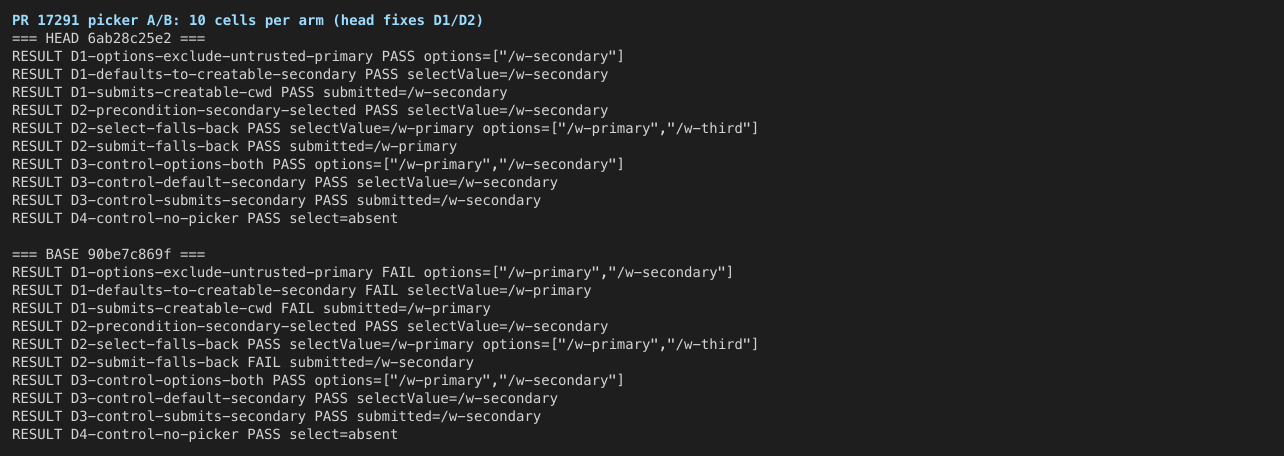 PR 17291 picker A/B: 10 cells per arm (head fixes D1/D2)
=== HEAD 6ab28c25e2 ===
RESULT D1-options-exclude-untrusted-primary PASS options=["/w-secondary"]
RESULT D1-defaults-to-creatable-secondary PASS selectValue=/w-secondary
RESULT D1-submits-creatable-cwd PASS submitted=/w-secondary
RESULT D2-precondition-secondary-selected PASS selectValue=/w-secondary
RESULT D2-select-falls-back PASS selectValue=/w-primary options=["/w-primary","/w-third"]
RESULT D2-submit-falls-back PASS submitted=/w-primary
RESULT D3-control-options-both PASS options=["/w-primary","/w-secondary"]
RESULT D3-control-default-secondary PASS selectValue=/w-secondary
RESULT D3-control-submits-secondary PASS submitted=/w-secondary
RESULT D4-control-no-picker PASS select=absent
=== BASE 90be7c869f ===
RESULT D1-options-exclude-untrusted-primary FAIL options=["/w-primary","/w-secondary"]
RESULT D1-defaults-to-creatable-secondary FAIL selectValue=/w-primary
RESULT D1-submits-creatable-cwd FAIL submitted=/w-primary
RESULT D2-precondition-secondary-selected PASS selectValue=/w-secondary
RESULT D2-select-falls-back PASS selectValue=/w-primary options=["/w-primary","/w-third"]
RESULT D2-submit-falls-back FAIL submitted=/w-secondary
RESULT D3-control-options-both PASS options=["/w-primary","/w-secondary"]
RESULT D3-control-default-secondary PASS selectValue=/w-secondary
RESULT D3-control-submits-secondary PASS submitted=/w-secondary
RESULT D4-control-no-picker PASS select=absent